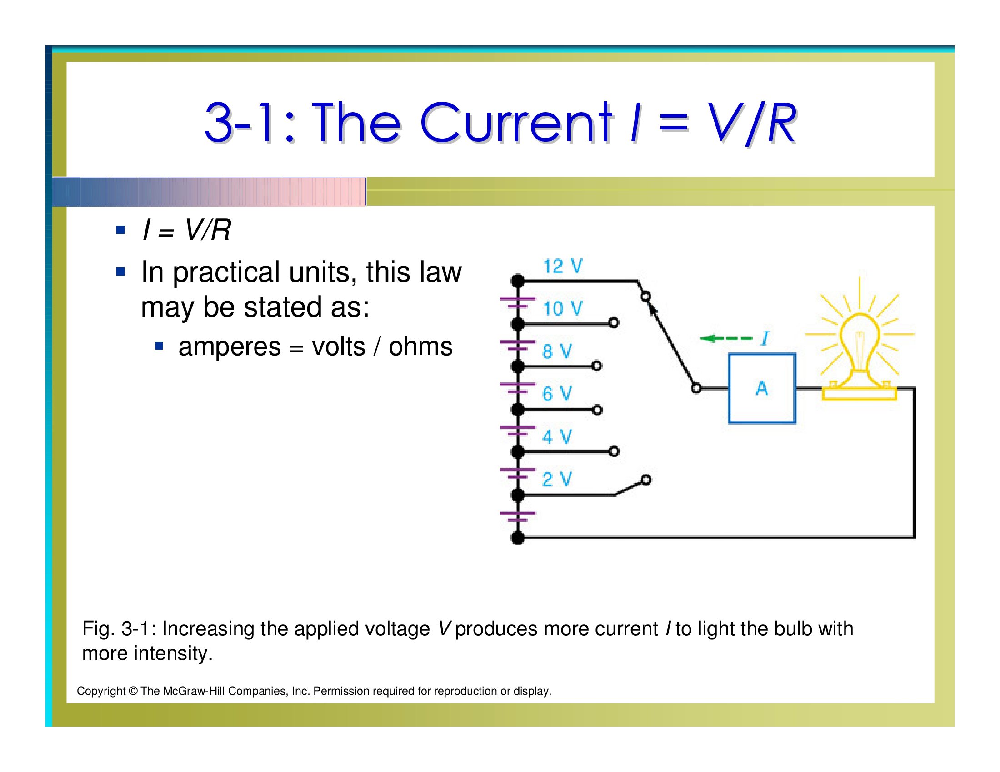 3-1: The Current I = V/R
I = V/R
In practical units, this law
may be stated as:
amperes = volts / ohms
12 V
10 V
8 V
6 V
4 V
2 V
I
A
Fig. 3-1: Increasing the applied voltage V produces more current I to light the bulb with
more intensity.
Copyright © The McGraw-Hill Companies, Inc. Permission required for reproduction or display.